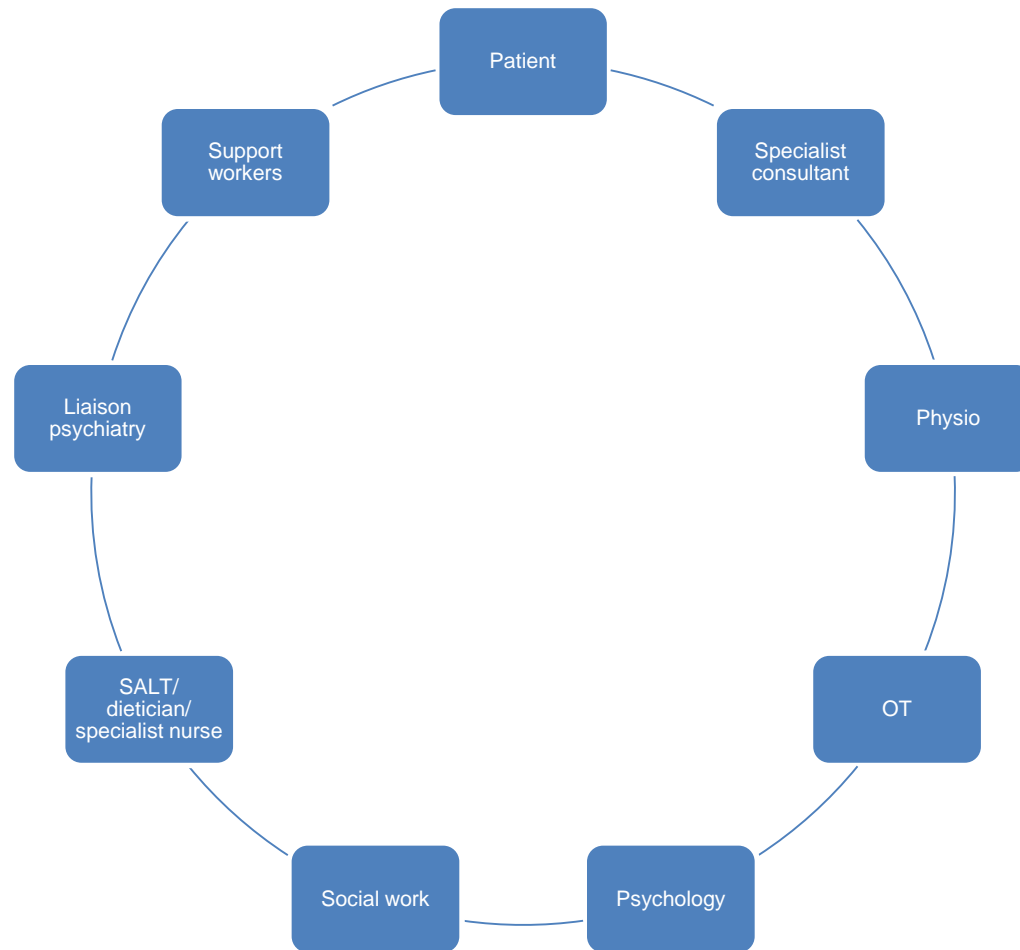 Patient
Specialist
consultant
Physio
OT
Psychology
Social work
SALT/
dietician/
specialist nurse
Liaison
psychiatry
Support
workers